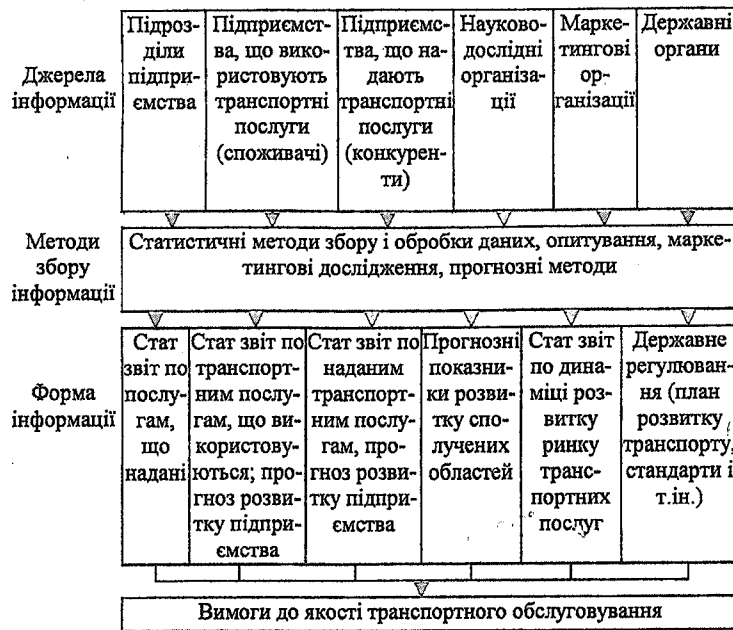 Джерела
інформації
Підроз-
діли
підпри-
ємства
Підприємст-
ва, що вико-
ристовують
транспортні
послуги
(споживачі)
Підприємс-
тва, що на-
дають
транспортні
послуги
(конкурен-
ти)
Науково-
дослідні
організа-
ції
Марке-
тингові
ор-
ганізації
Державні
органи
Методи
збору
інформації
Статистичні методи збору і обробки даних, опитування, марке-
тингові дослідження, прогнозні методи
Форма
інформації
Стат
звіт по
послу-
гам,
що
надані
Стат звіт по
транспорт-
ним послу-
гам, що ви-
користову-
ються; про-
гноз розви-
тку підпри-
ємства
Стат звіт по
наданим
транспорт-
ним послу-
гам, прог-
ноз розви-
тку підпри-
ємства
Прогнозні
показни-
ки розви-
тку спо-
лучених
областей
Стат звіт
по дина-
міці роз-
витку
ринку
транс-
портних
послуг
Державне
регулюван-
ня (план
розвитку
транспорту,
стандарти і
т.ін.)
Вимоги до якості транспортного обслуговування